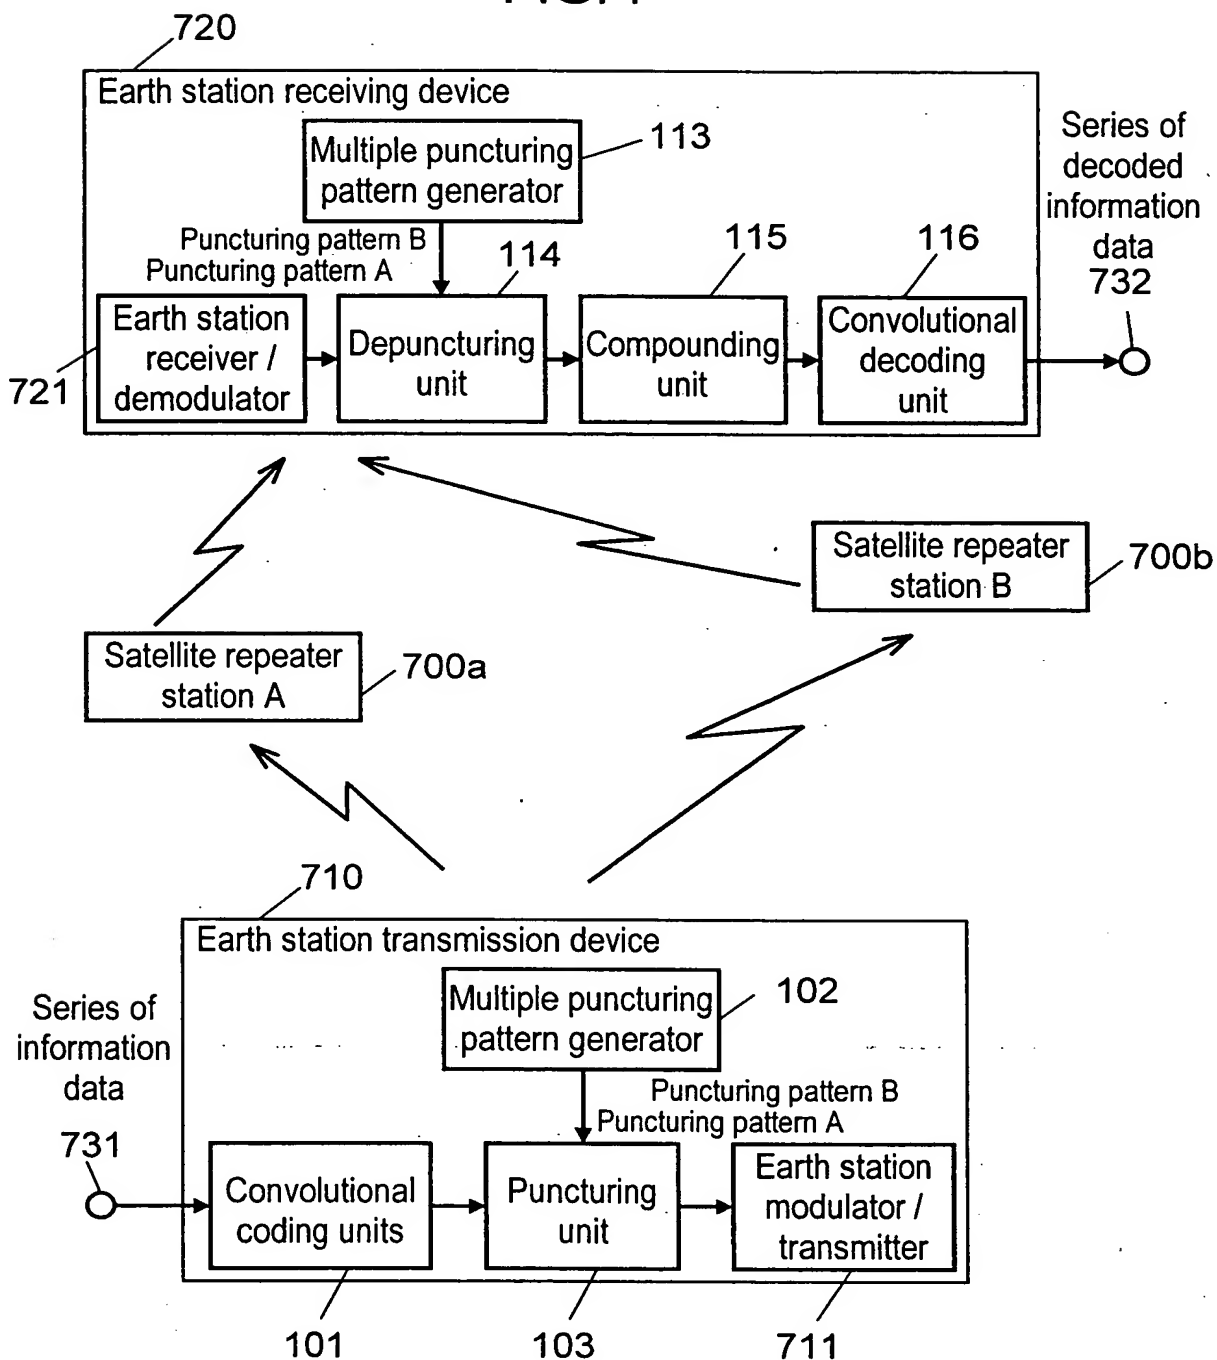 720
Earth station receiving device
Multiple puncturing
pattern generator
113
Puncturing pattern B
Puncturing pattern A
114
115
116
Series of
decoded
information
data
732
Earth station
receiver /
demodulator
721
Depuncturing
unit
Compounding
unit
Convolutional
decoding
unit
Satellite repeater
station B
700b
Satellite repeater
station A
700a
710
Earth station transmission device
Multiple puncturing
pattern generator
102
Series of
information
data
731
Puncturing pattern B
Puncturing pattern A
Convolutional
coding units
Puncturing
unit
Earth station
modulator /
transmitter
101
103
711